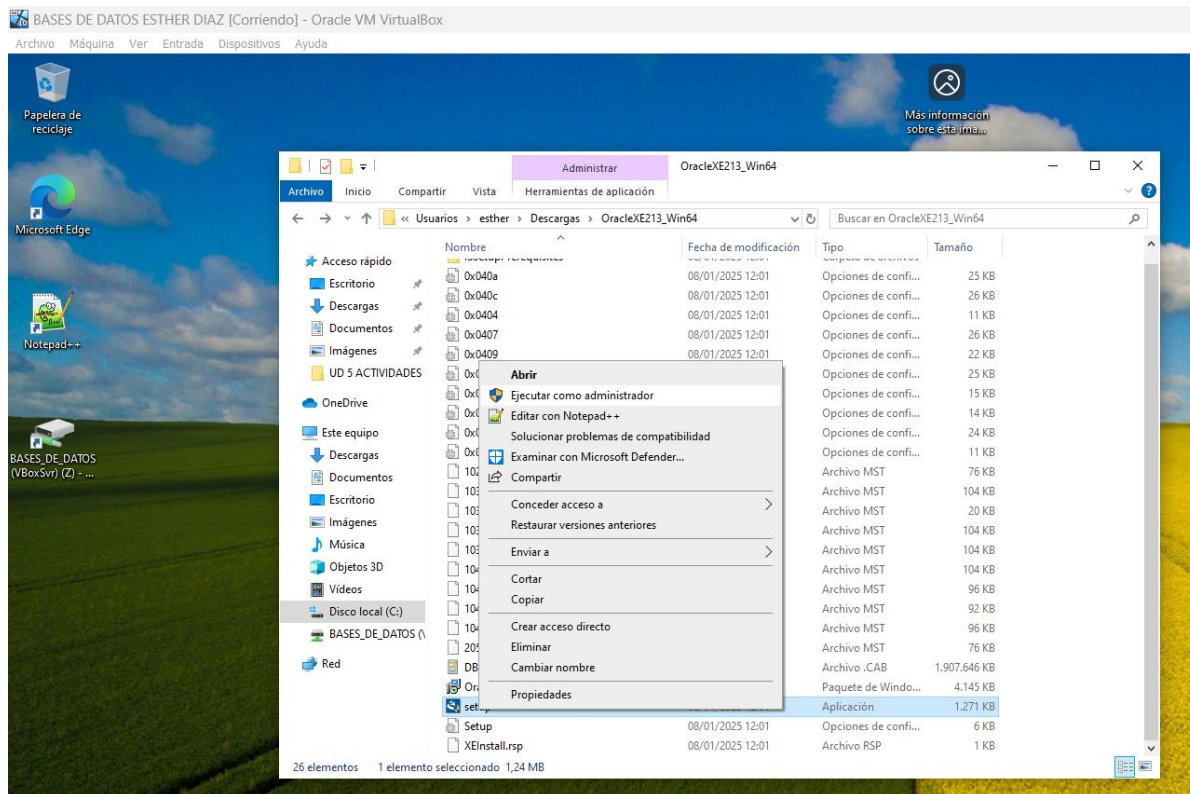 BASES DE DATOS ESTHER DIAZ [Corriendo] - Oracle VM VirtualBox
Archivo Máquina Ver Entrada Dispositivos Ayuda
Papelera de
reciclaje
Más información
sobre esta ima...
Microsoft Edge
Notepad++
BASES_DE_DATOS
(VBoxSvr) (Z) - ...
Administrar OracleXE213_Win64
Archivo Inicio Compartir Vista Herramientas de aplicación
« Usuarios > esther > Descargas > OracleXE213_Win64 Buscar en OracleXE213_Win64
Nombre Fecha de modificación Tipo Tamaño
Acceso rápido
Escritorio
Descargas
Documentos
Imágenes
UD 5 ACTIVIDADES
OneDrive
Este equipo
Descargas
Documentos
Escritorio
Imágenes
Música
Objetos 3D
Vídeos
Disco local (C:)
BASES_DE_DATOS (\
Red
0x040a 08/01/2025 12:01 Opciones de confi... 25 KB
0x040c 08/01/2025 12:01 Opciones de confi... 26 KB
0x0404 08/01/2025 12:01 Opciones de confi... 11 KB
0x0407 08/01/2025 12:01 Opciones de confi... 26 KB
0x0409 08/01/2025 12:01 Opciones de confi... 22 KB
Opciones de confi... 25 KB
Opciones de confi... 15 KB
Opciones de confi... 14 KB
Opciones de confi... 24 KB
Opciones de confi... 11 KB
Archivo MST 76 KB
Archivo MST 104 KB
Archivo MST 20 KB
Archivo MST 104 KB
Archivo MST 104 KB
Archivo MST 104 KB
Archivo MST 96 KB
Archivo MST 92 KB
Archivo MST 96 KB
Archivo MST 76 KB
Archivo .CAB 1.907.646 KB
Paquete de Windo... 4.145 KB
Aplicación 1.271 KB
Setup 08/01/2025 12:01 Opciones de confi... 6 KB
XEInstall.rsp 08/01/2025 12:01 Archivo RSP 1 KB
Abrir
Ejecutar como administrador
Editar con Notepad++
Solucionar problemas de compatibilidad
Examinar con Microsoft Defender...
Compartir
Conceder acceso a
Restaurar versiones anteriores
Enviar a
Cortar
Copiar
Crear acceso directo
Eliminar
Cambiar nombre
Propiedades
26 elementos 1 elemento seleccionado 1,24 MB